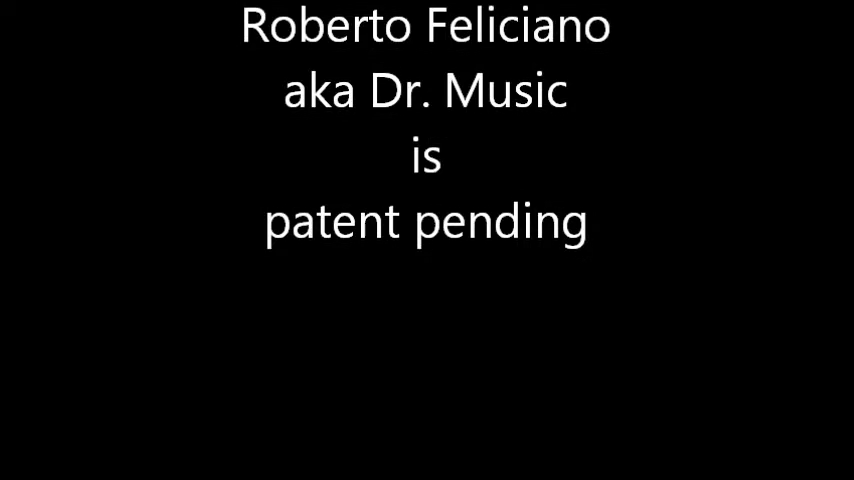 Roberto Feliciano
aka Dr. Music
is
patent pending